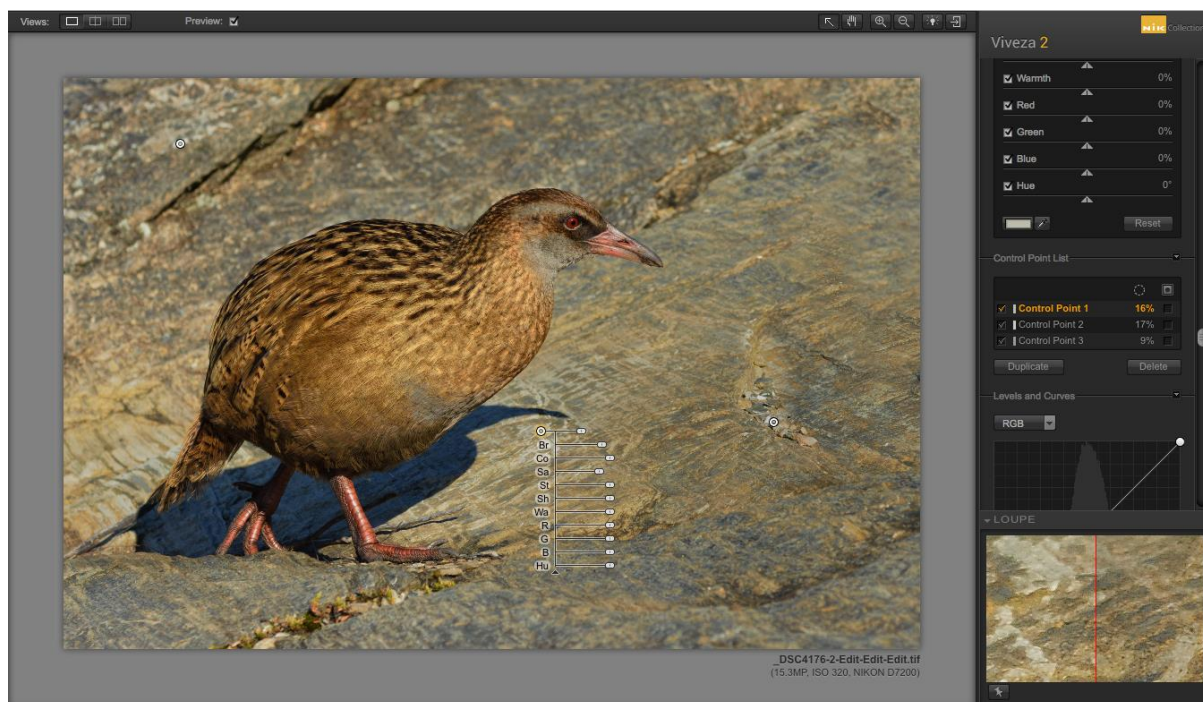 Views:
Preview:
Nik Collection
Viveza 2
Warmth 0%
Red 0%
Green 0%
Blue 0%
Hue 0°
Reset
Control Point List
Control Point 1 16%
Control Point 2 17%
Control Point 3 9%
Duplicate Delete
Levels and Curves
RGB
LOUPE
Br
Co
Sa
St
Sh
Wa
R
G
B
Hu
_DSC4176-2-Edit-Edit-Edit.tif
(15.3MP, ISO 320, NIKON D7200)